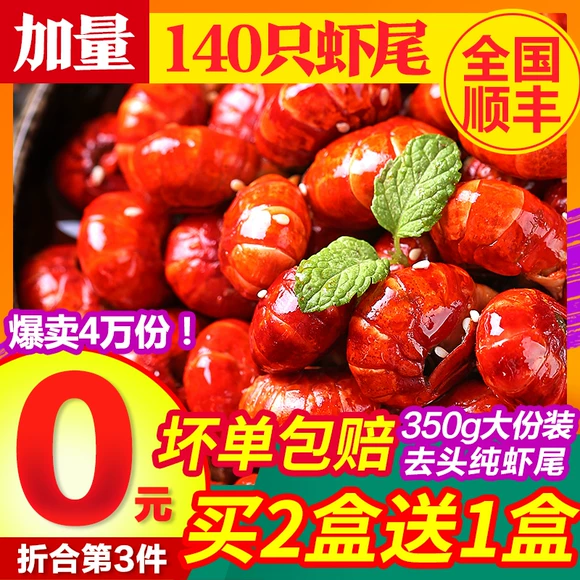 加量 140只虾尾
全国
顺丰
爆卖4万份！
0元
折合第3件
坏单包赔
350g大份装
去头纯虾尾
买2盒送1盒